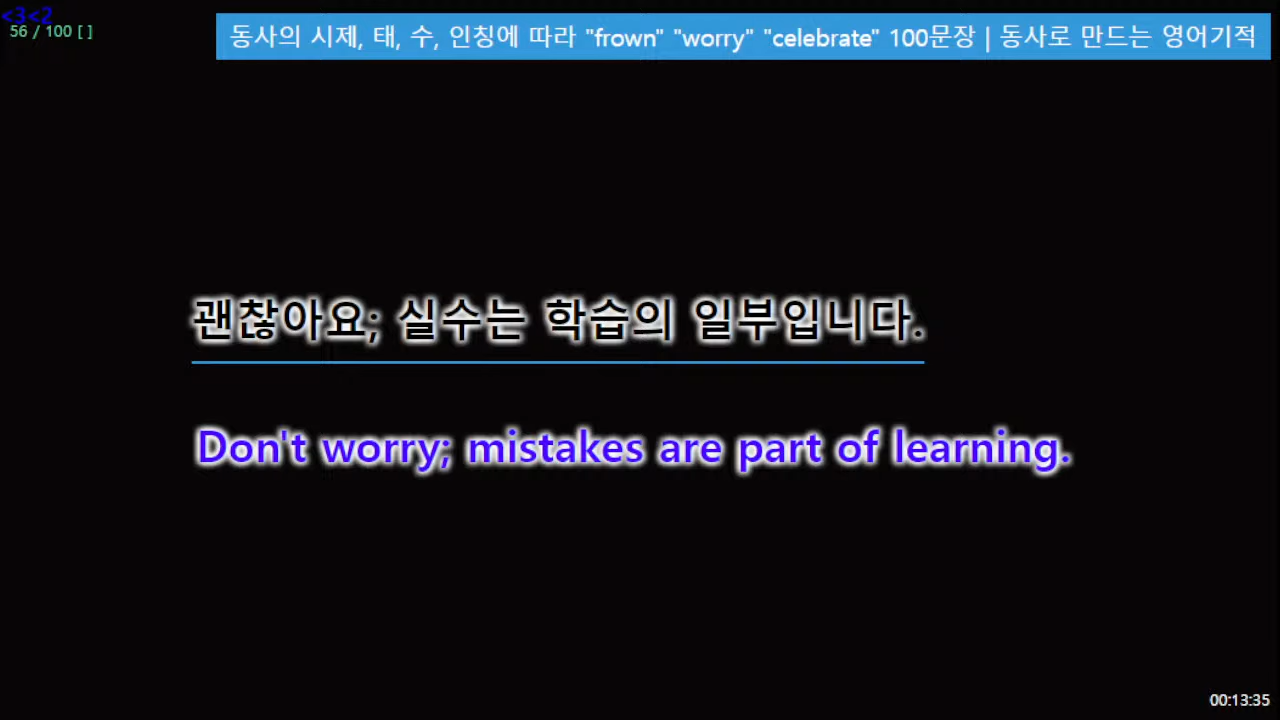 <3<2
56 / 100 [ ]
동사의 시제, 태, 수, 인칭에 따라 "frown" "worry" "celebrate" 100문장 | 동사로 만드는 영어기적
괜찮아요; 실수는 학습의 일부입니다.
Don't worry; mistakes are part of learning.
00:13:35